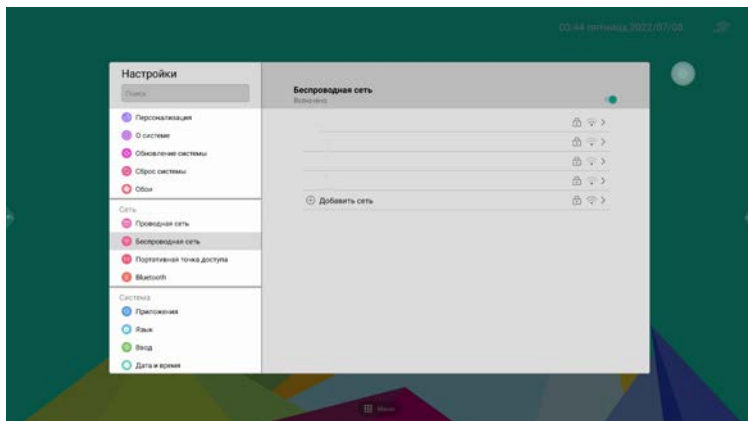 03:44 пятница, 2022/07/08
Настройки
Поиск
Персонализация
О системе
Обновление системы
Сброс системы
Обои
Сеть
Проводная сеть
Беспроводная сеть
Портативная точка доступа
Bluetooth
Система
Приложения
Язык
Ввод
Дата и время
Беспроводная сеть
Включено
Добавить сеть
Меню